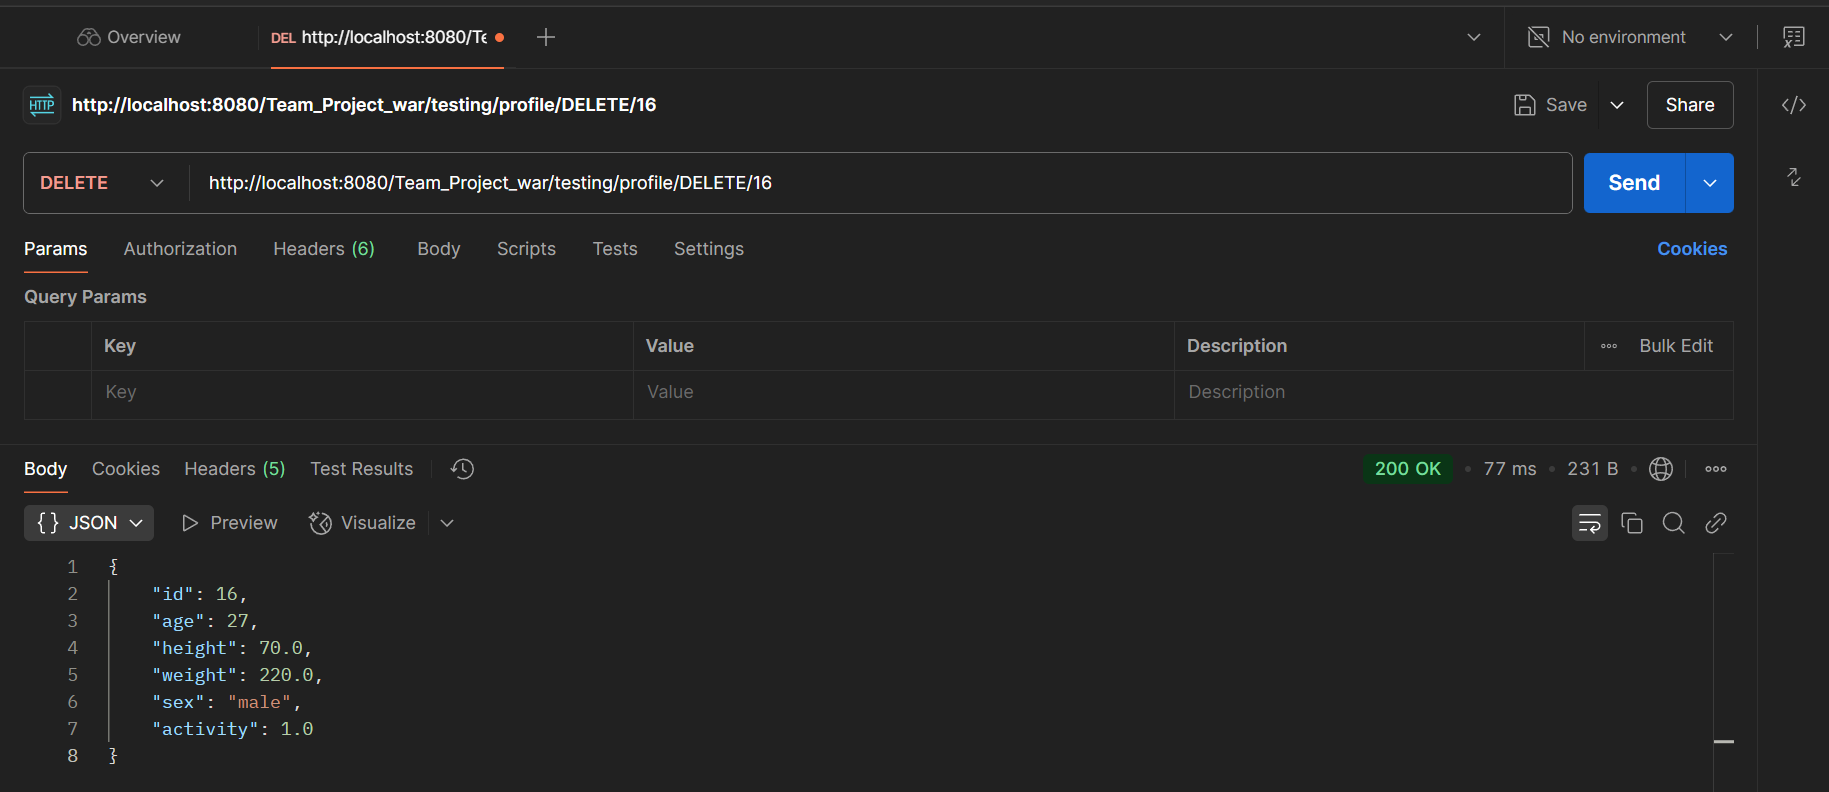 Overview
DEL http://localhost:8080/Te
No environment
HTTP
http://localhost:8080/Team_Project_war/testing/profile/DELETE/16
Save
Share
DELETE
http://localhost:8080/Team_Project_war/testing/profile/DELETE/16
Send
Params Authorization Headers (6) Body Scripts Tests Settings Cookies
Query Params
Key Value Description Bulk Edit
Key Value Description
Body Cookies Headers (5) Test Results 200 OK • 77 ms • 231 B •
{} JSON Preview Visualize
1 {
2 "id": 16,
3 "age": 27,
4 "height": 70.0,
5 "weight": 220.0,
6 "sex": "male",
7 "activity": 1.0
8 }